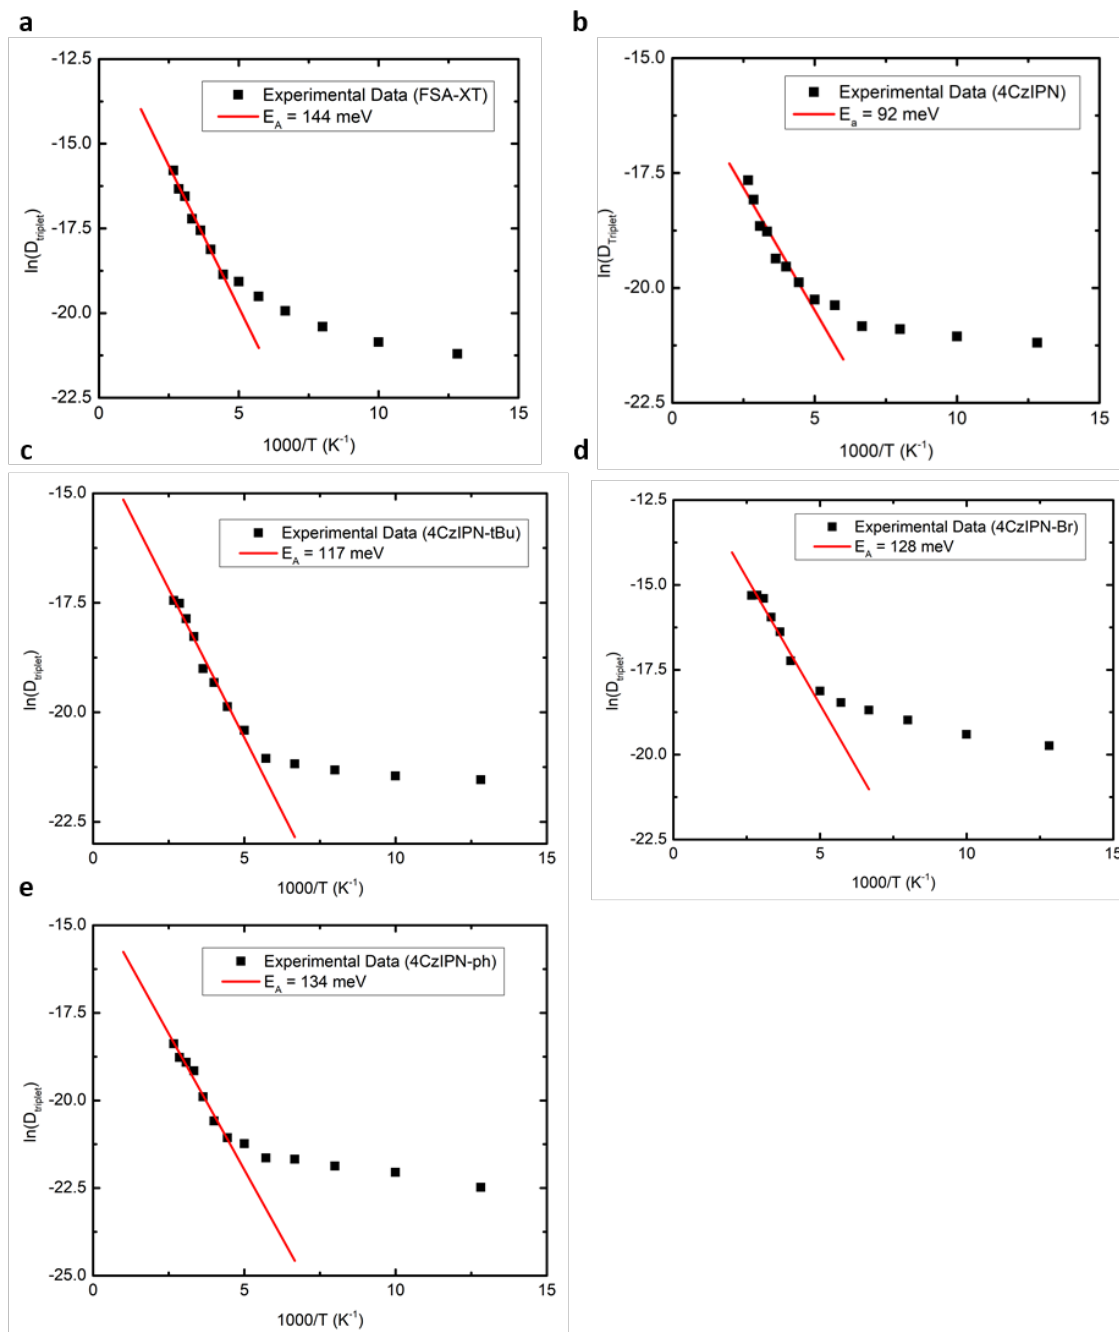 a
-12.5
-15.0
-17.5
-20.0
-22.5
ln(D_triplet)
Experimental Data (FSA-XT)
E_A = 144 meV
0 5 10 15
1000/T (K⁻¹)
b
-15.0
-17.5
-20.0
-22.5
ln(D_Triplet)
Experimental Data (4CzIPN)
E_a = 92 meV
0 5 10 15
1000/T (K⁻¹)
c
-15.0
-17.5
-20.0
-22.5
ln(D_triplet)
Experimental Data (4CzIPN-tBu)
E_A = 117 meV
0 5 10 15
1000/T (K⁻¹)
d
-12.5
-15.0
-17.5
-20.0
-22.5
ln(D_triplet)
Experimental Data (4CzIPN-Br)
E_A = 128 meV
0 5 10 15
1000/T (K⁻¹)
e
-15.0
-17.5
-20.0
-22.5
-25.0
ln(D_triplet)
Experimental Data (4CzIPN-ph)
E_A = 134 meV
0 5 10 15
1000/T (K⁻¹)